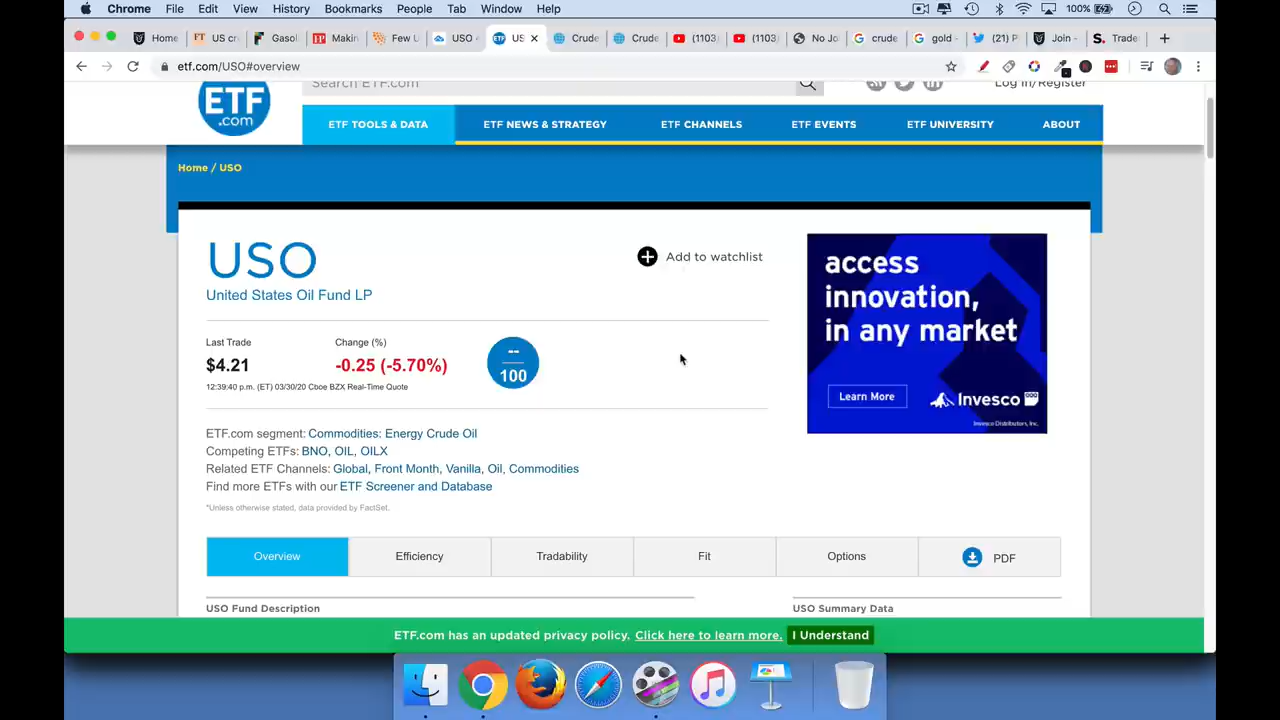 Chrome File Edit View History Bookmarks People Tab Window Help 100%
Home US cr Gasol Makin Few U USO US Crude Crude (1103) (1103) No Jo crude gold - (21) P Join - Trade
etf.com/USO#overview
ETF .com
Search ETF.com
Log In/Register
ETF TOOLS & DATA ETF NEWS & STRATEGY ETF CHANNELS ETF EVENTS ETF UNIVERSITY ABOUT
Home / USO
USO
Add to watchlist
United States Oil Fund LP
Last Trade Change (%)
$4.21 -0.25 (-5.70%)
--
100
12:39:40 p.m. (ET) 03/30/20 Cboe BZX Real-Time Quote
access
innovation,
in any market
Learn More Invesco
Invesco Distributors, Inc.
ETF.com segment: Commodities: Energy Crude Oil
Competing ETFs: BNO, OIL, OILX
Related ETF Channels: Global, Front Month, Vanilla, Oil, Commodities
Find more ETFs with our ETF Screener and Database
*Unless otherwise stated, data provided by FactSet.
Overview Efficiency Tradability Fit Options PDF
USO Fund Description USO Summary Data
ETF.com has an updated privacy policy. Click here to learn more. I Understand